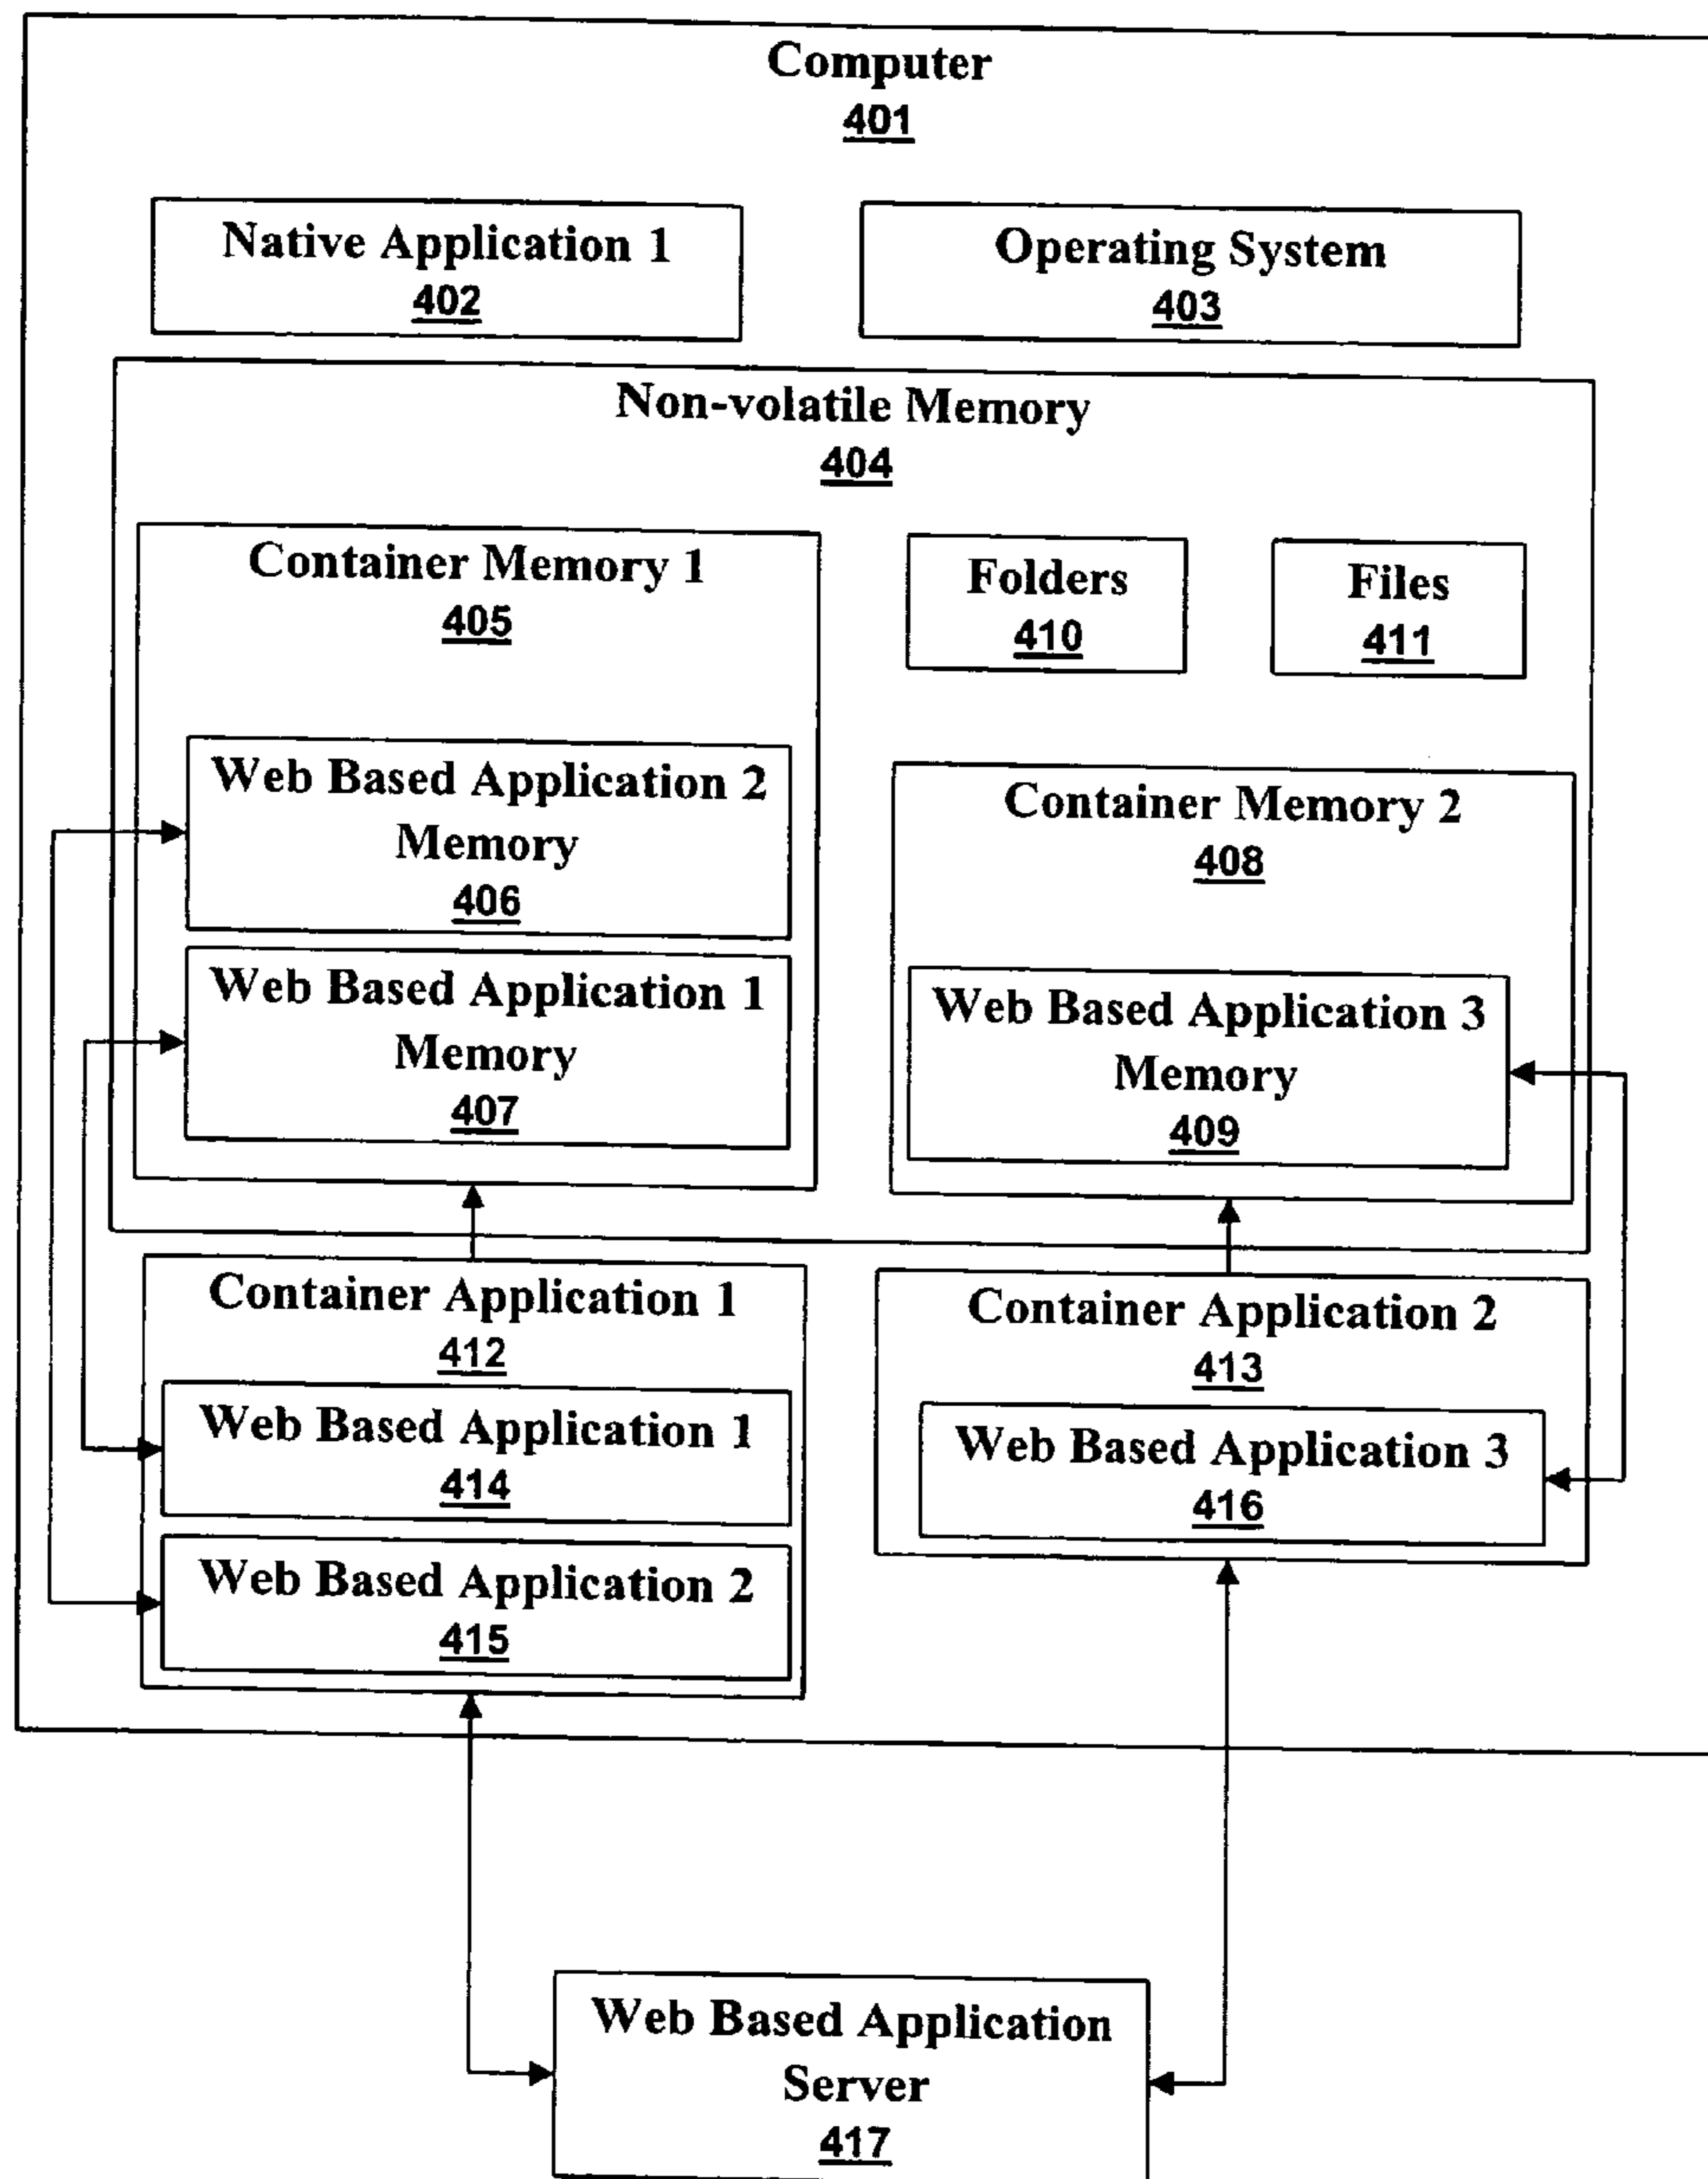 Computer
401
Native Application 1
402
Operating System
403
Non-volatile Memory
404
Container Memory 1
405
Folders
410
Files
411
Web Based Application 2
Memory
406
Web Based Application 1
Memory
407
Container Memory 2
408
Web Based Application 3
Memory
409
Container Application 1
412
Web Based Application 1
414
Web Based Application 2
415
Container Application 2
413
Web Based Application 3
416
Web Based Application
Server
417